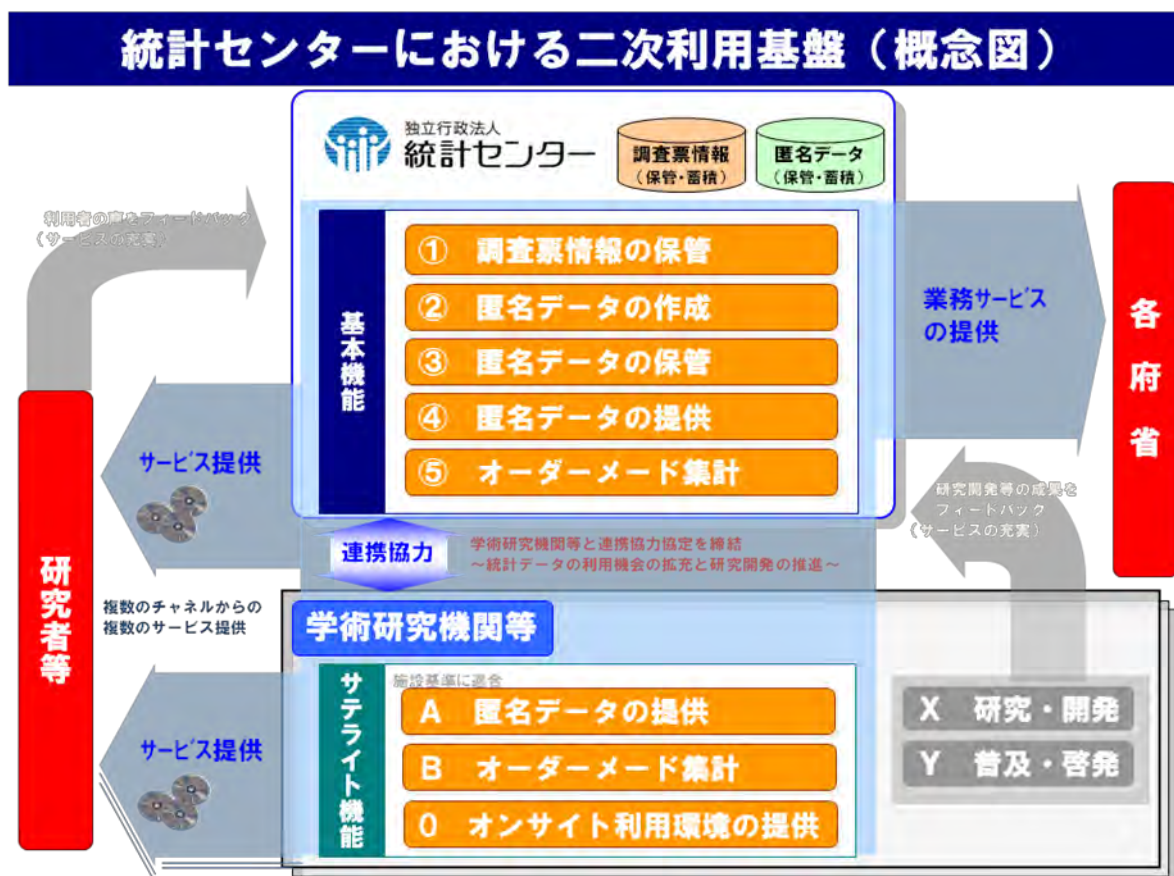 統計センターにおける二次利用基盤（概念図）
独立行政法人
統計センター
調査票情報
（保管・蓄積）
匿名データ
（保管・蓄積）
利用者の声をフィードバック
（サービスの充実）
基本機能
① 調査票情報の保管
② 匿名データの作成
③ 匿名データの保管
④ 匿名データの提供
⑤ オーダーメード集計
業務サービス
の提供
各府省
サービス提供
研究開発等の成果を
フィードバック
（サービスの充実）
連携協力
学術研究機関等と連携協力協定を締結
～統計データの利用機会の拡充と研究開発の推進～
研究者等
複数のチャネルからの
複数のサービス提供
学術研究機関等
サテライト機能
施設基準に適合
A 匿名データの提供
B オーダーメード集計
O オンサイト利用環境の提供
サービス提供
X 研究・開発
Y 普及・啓発